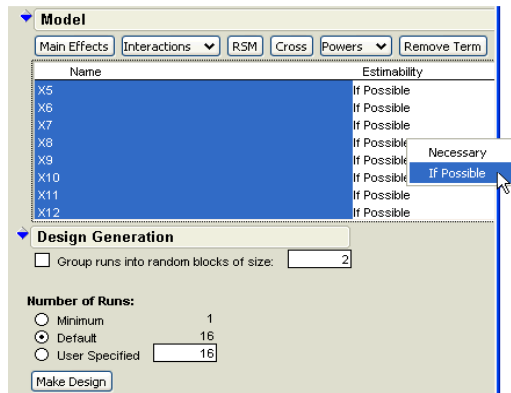 Model
Main Effects Interactions RSM Cross Powers Remove Term
Name Estimability
X5 If Possible
X6 If Possible
X7 If Possible
X8 If Possible
X9 If Possible
X10 If Possible
X11 If Possible
X12 If Possible
Necessary
If Possible
Design Generation
Group runs into random blocks of size: 2
Number of Runs:
Minimum 1
Default 16
User Specified 16
Make Design